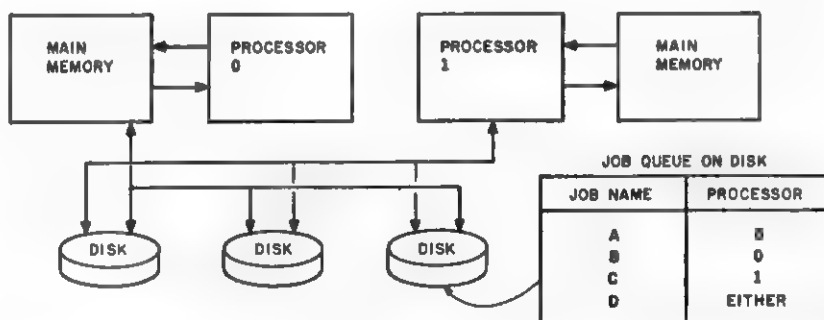 MAIN
MEMORY
PROCESSOR
0
PROCESSOR
1
MAIN
MEMORY
DISK
DISK
DISK
JOB QUEUE ON DISK
JOB NAME PROCESSOR
A 0
B 0
C 1
D EITHER